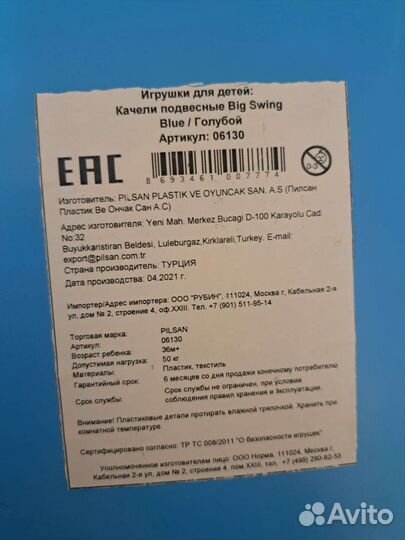 Игрушки для детей:
Качели подвесные Big Swing
Blue / Голубой
Артикул: 06130
EAC
8 693461 007774
0-3
Изготовитель: PILSAN PLASTIK VE OYUNCAK SAN. A.S (Пилсан
Пластик Ве Ончак Сан А.С)
Адрес изготовителя: Yeni Mah. Merkez Bucagi D-100 Karayolu Cad.
No:32
Buyukkaristiran Beldesi, Luleburgaz,Kirklareli,Turkey. E-mail:
export@pilsan.com.tr
Страна производитель: ТУРЦИЯ
Дата производства: 04.2021 г.
Импортер/Адрес импортера: ООО "РУБИН", 111024, Москва г, Кабельная 2-я
ул, дом № 2, строение 4, оф.XXIII. Тел. +7 (901) 511-95-14
Торговая марка: PILSAN
Артикул: 06130
Возраст ребенка: 36м+
Допустимая нагрузка: 50 кг
Материалы: Пластик, текстиль
Гарантийный срок: 6 месяцев со дня продажи конечному потребителю
Срок службы: Срок службы не ограничен, при условии
соблюдения правил хранения и эксплуатации.
Внимание! Пластиковые детали протирать влажной тряпочкой. Хранить при
комнатной температуре.
Сертифицировано согласно: ТР ТС 008/2011 "О безопасности игрушек"
Уполномоченное изготовителем лицо: ООО Норма, 111024, Москва г,
Кабельная 2-я ул, дом № 2, строение 4, пом XXIII, тел. +7 (495) 280-82-53
Avito